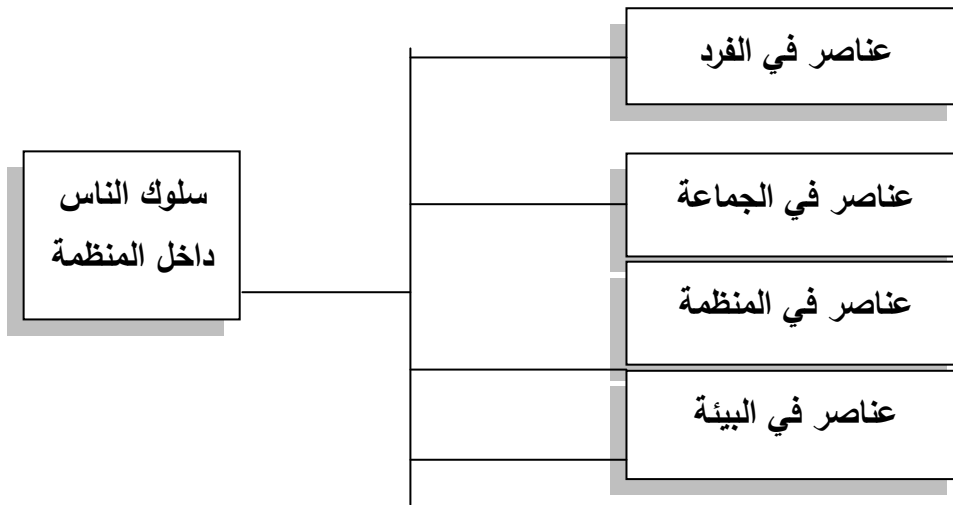 عناصر في الفرد
عناصر في الجماعة
سلوك الناس
داخل المنظمة
عناصر في المنظمة
عناصر في البيئة